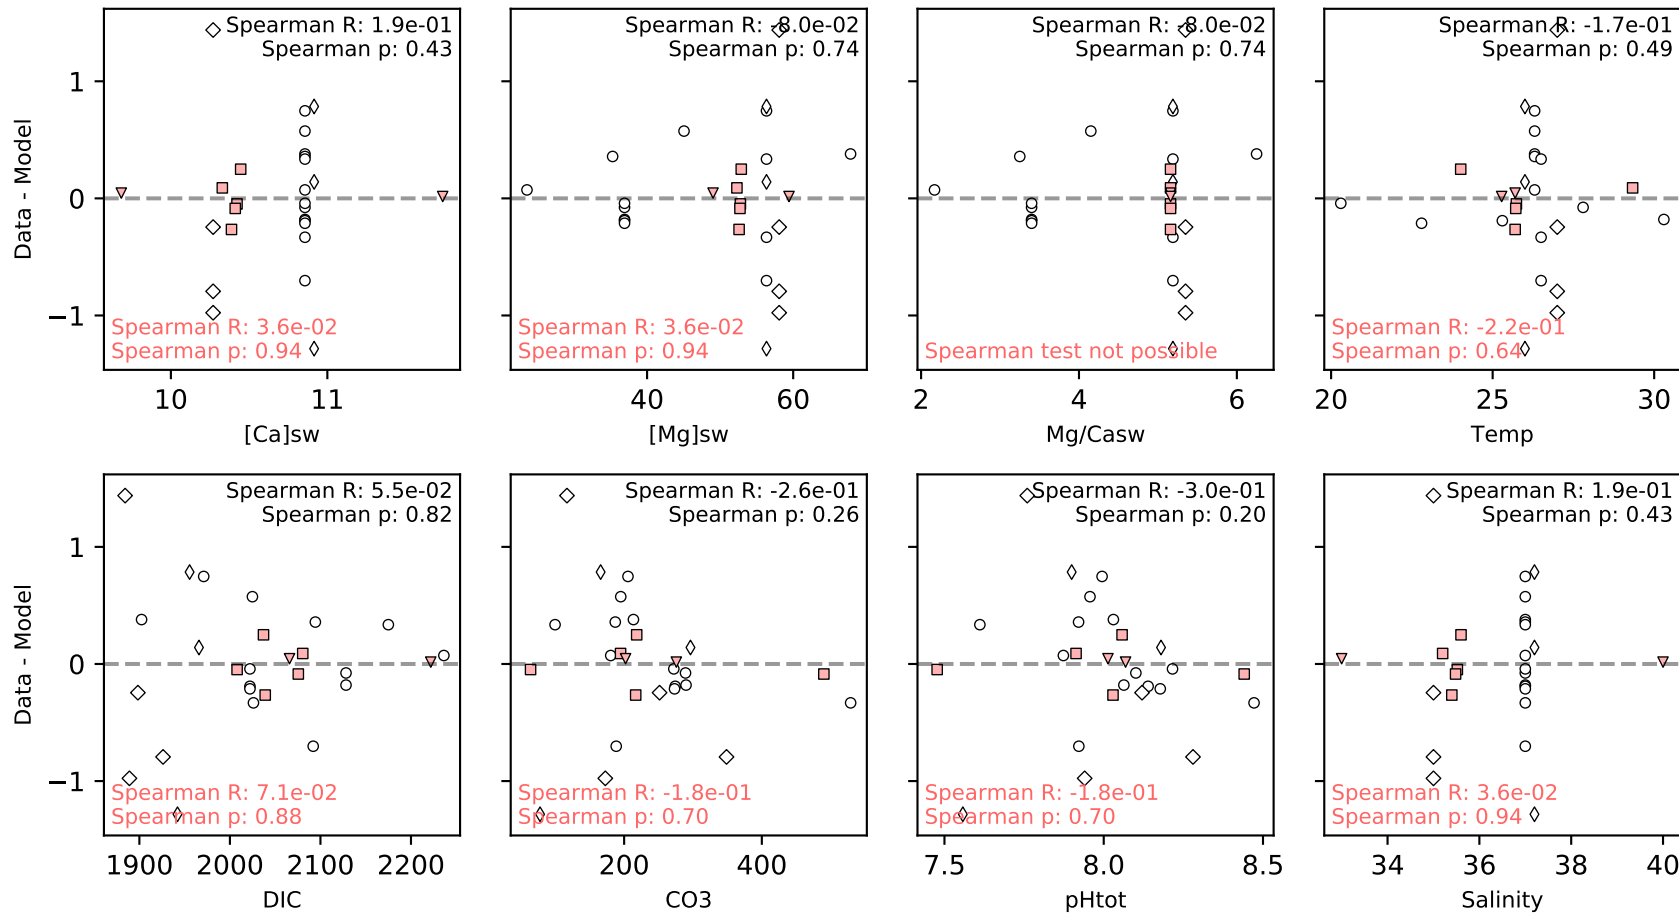 Spearman R: 1.9e-01
Spearman p: 0.43
Spearman R: -8.0e-02
Spearman p: 0.74
Spearman R: -8.0e-02
Spearman p: 0.74
Spearman R: -1.7e-01
Spearman p: 0.49
1
0
−1
Data - Model
Spearman R: 3.6e-02
Spearman p: 0.94
Spearman R: 3.6e-02
Spearman p: 0.94
Spearman test not possible
Spearman R: -2.2e-01
Spearman p: 0.64
10 11
40 60
2 4 6
20 25 30
[Ca]sw
[Mg]sw
Mg/Casw
Temp
Spearman R: 5.5e-02
Spearman p: 0.82
Spearman R: -2.6e-01
Spearman p: 0.26
Spearman R: -3.0e-01
Spearman p: 0.20
Spearman R: 1.9e-01
Spearman p: 0.43
1
0
−1
Data - Model
Spearman R: 7.1e-02
Spearman p: 0.88
Spearman R: -1.8e-01
Spearman p: 0.70
Spearman R: -1.8e-01
Spearman p: 0.70
Spearman R: 3.6e-02
Spearman p: 0.94
1900 2000 2100 2200
200 400
7.5 8.0 8.5
34 36 38 40
DIC
CO3
pHtot
Salinity